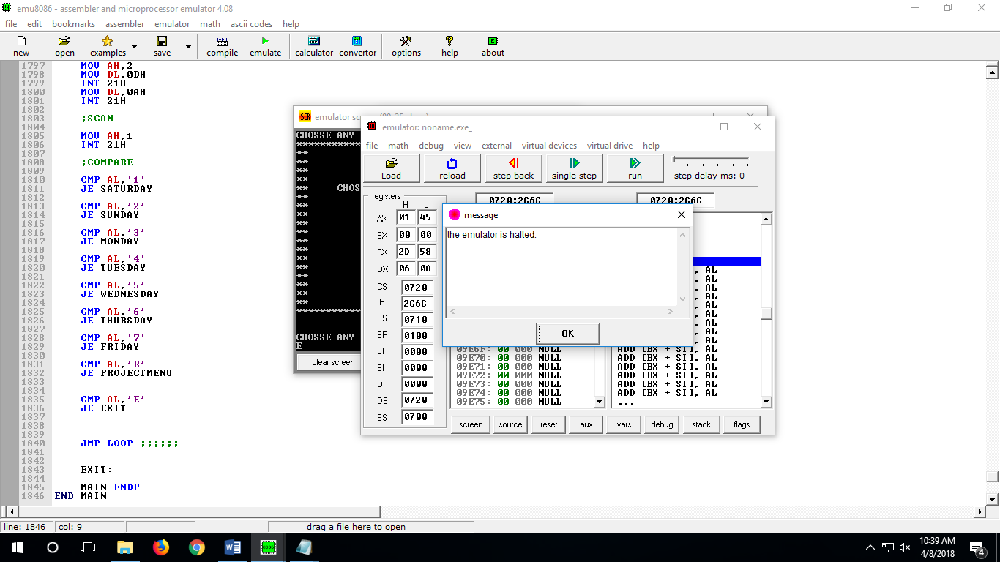 emu8086 - assembler and microprocessor emulator 4.08
file edit bookmarks assembler emulator math ascii codes help
new open examples save compile emulate calculator convertor options help about
1797 MOV AH,2
1798 MOV DL,0DH
1799 INT 21H
1800 MOV DL,0AH
1801 INT 21H
1802
1803 ;SCAN
1804
1805 MOV AH,1
1806 INT 21H
1807
1808 ;COMPARE
1809
1810 CMP AL,'1'
1811 JE SATURDAY
1812
1813 CMP AL,'2'
1814 JE SUNDAY
1815
1816 CMP AL,'3'
1817 JE MONDAY
1818
1819 CMP AL,'4'
1820 JE TUESDAY
1821
1822 CMP AL,'5'
1823 JE WEDNESDAY
1824
1825 CMP AL,'6'
1826 JE THURSDAY
1827
1828 CMP AL,'7'
1829 JE FRIDAY
1830
1831 CMP AL,'R'
1832 JE PROJECTMENU
1833
1834
1835 CMP AL,'E'
1836 JE EXIT
1837
1838
1839
1840 JMP LOOP ;;;;;;
1841
1842
1843 EXIT:
1844
1845 MAIN ENDP
1846 END MAIN
emulator
CHOSSE ANY
**********
**
**
**
**
CHOS
**
**
**
**
**
**
**
**
**
**
**
**
**
**********
CHOSSE ANY
E
clear screen
emulator: noname.exe_
file math debug view external virtual devices virtual drive help
Load reload step back single step run step delay ms: 0
registers
H L
AX 01 45
BX 00 00
CX 2D 58
DX 06 0A
CS 0720
IP 2C6C
SS 0710
SP 0100
BP 0000
SI 0000
DI 0000
DS 0720
ES 0700
0720:2C6C 0720:2C6C
message
the emulator is halted.
OK
, AL
, AL
, AL
, AL
, AL
, AL
, AL
, AL
, AL
09E6F: 00 000 NULL ADD [BX + SI], AL
09E70: 00 000 NULL ADD [BX + SI], AL
09E71: 00 000 NULL ADD [BX + SI], AL
09E72: 00 000 NULL ADD [BX + SI], AL
09E73: 00 000 NULL ADD [BX + SI], AL
09E74: 00 000 NULL ADD [BX + SI], AL
09E75: 00 000 NULL ...
screen source reset aux vars debug stack flags
line: 1846 col: 9 drag a file here to open
10:39 AM
4/8/2018
4